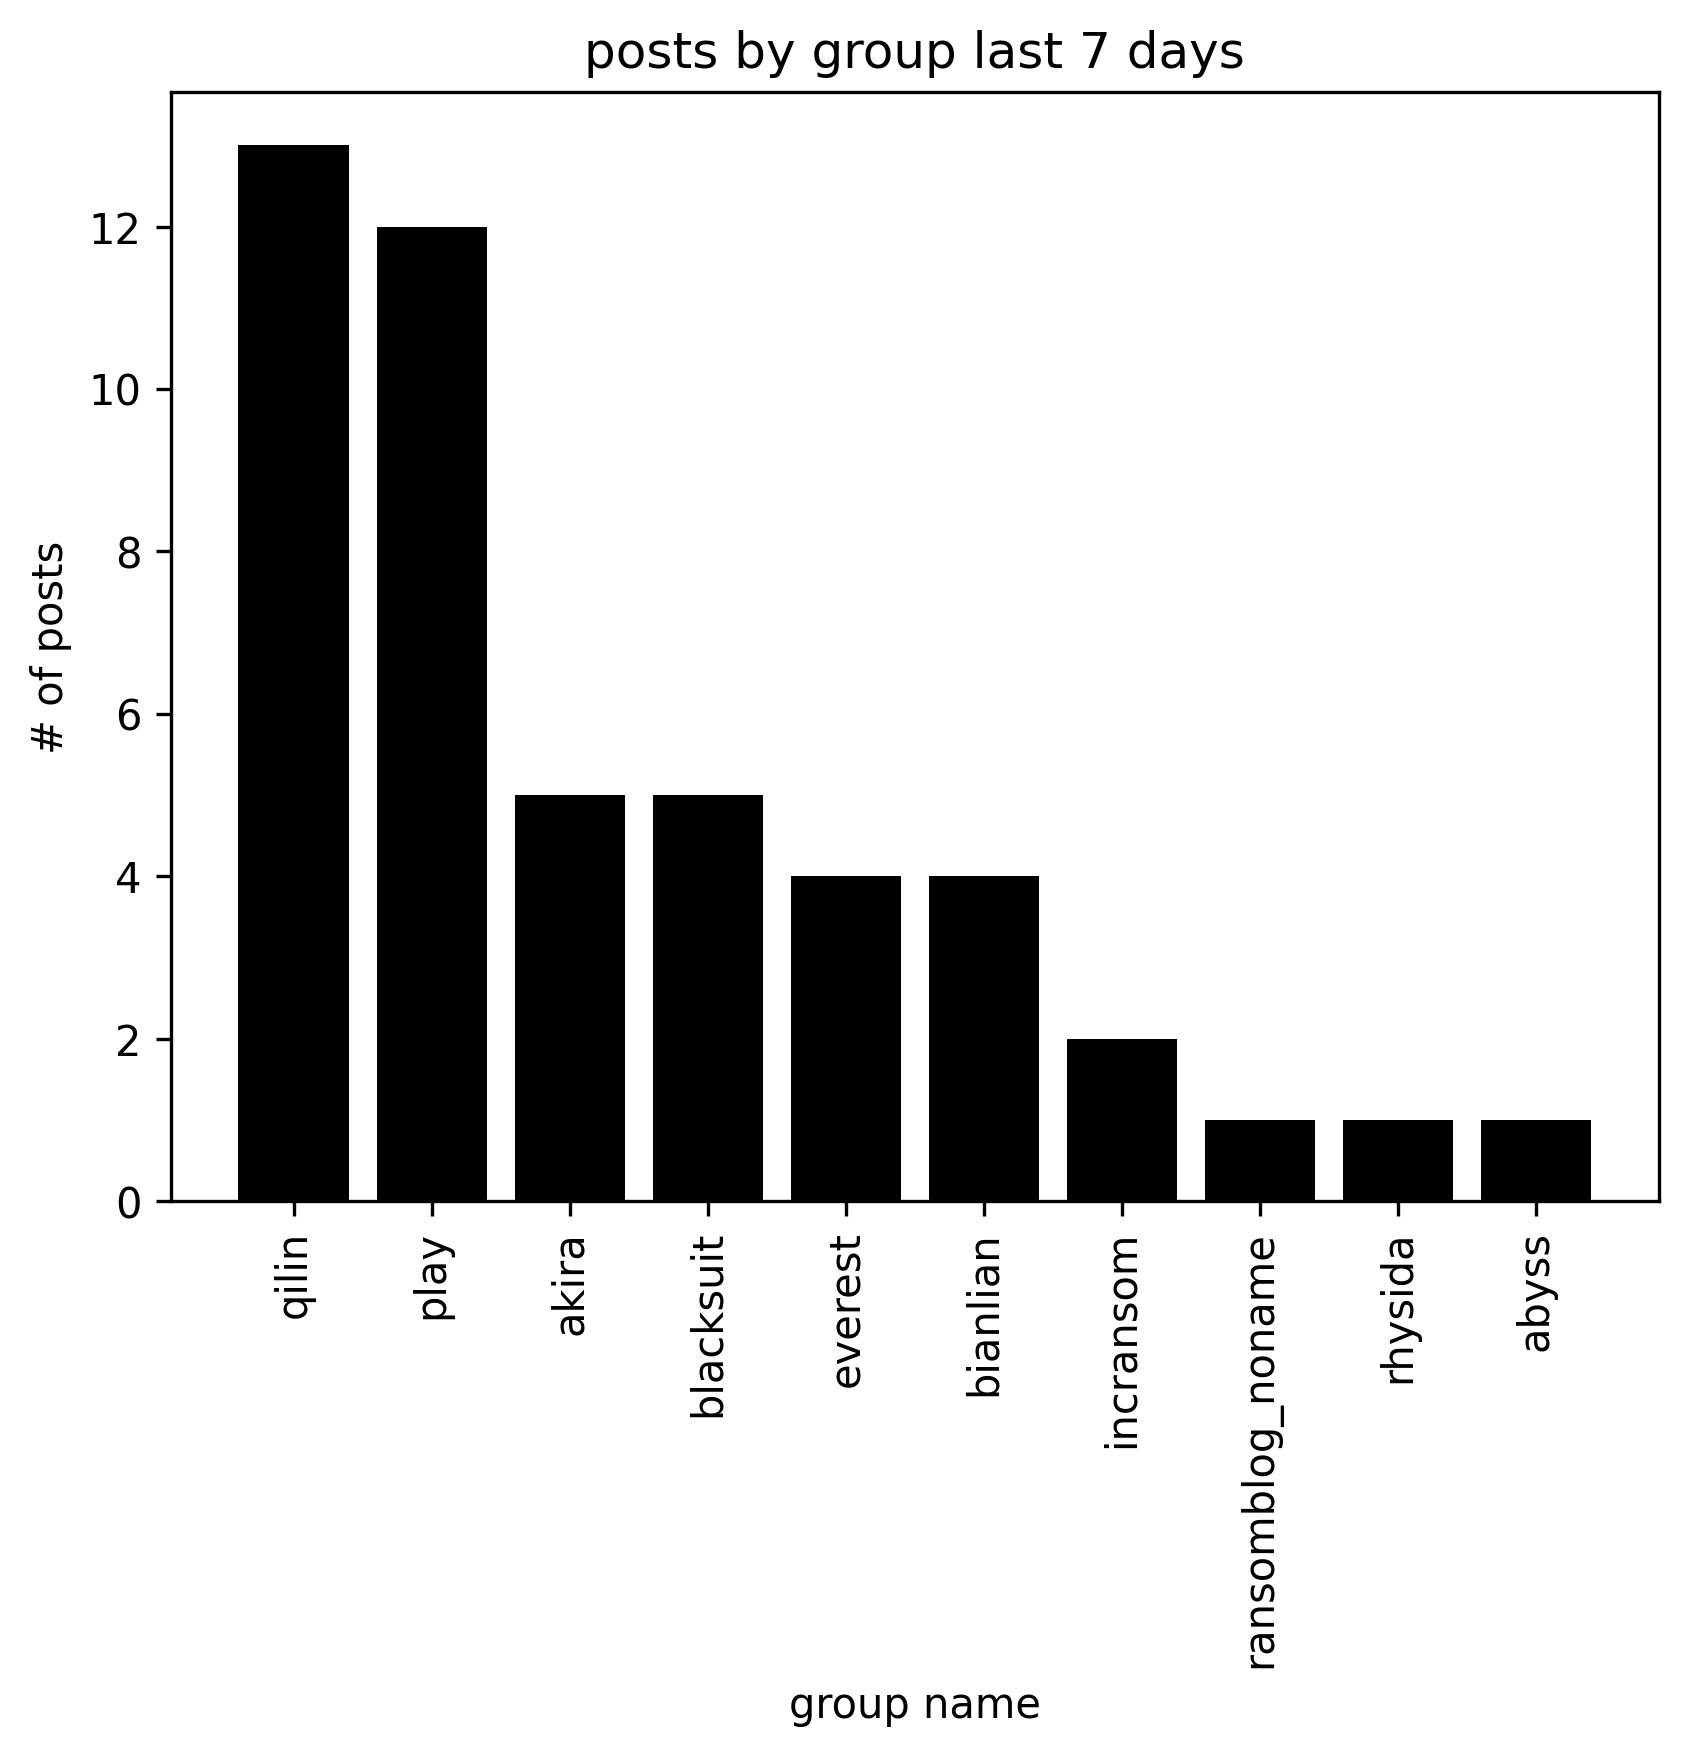 posts by group last 7 days
# of posts
12
10
8
6
4
2
0
qilin
play
akira
blacksuit
everest
bianlian
incransom
ransomblog_noname
rhysida
abyss
group name